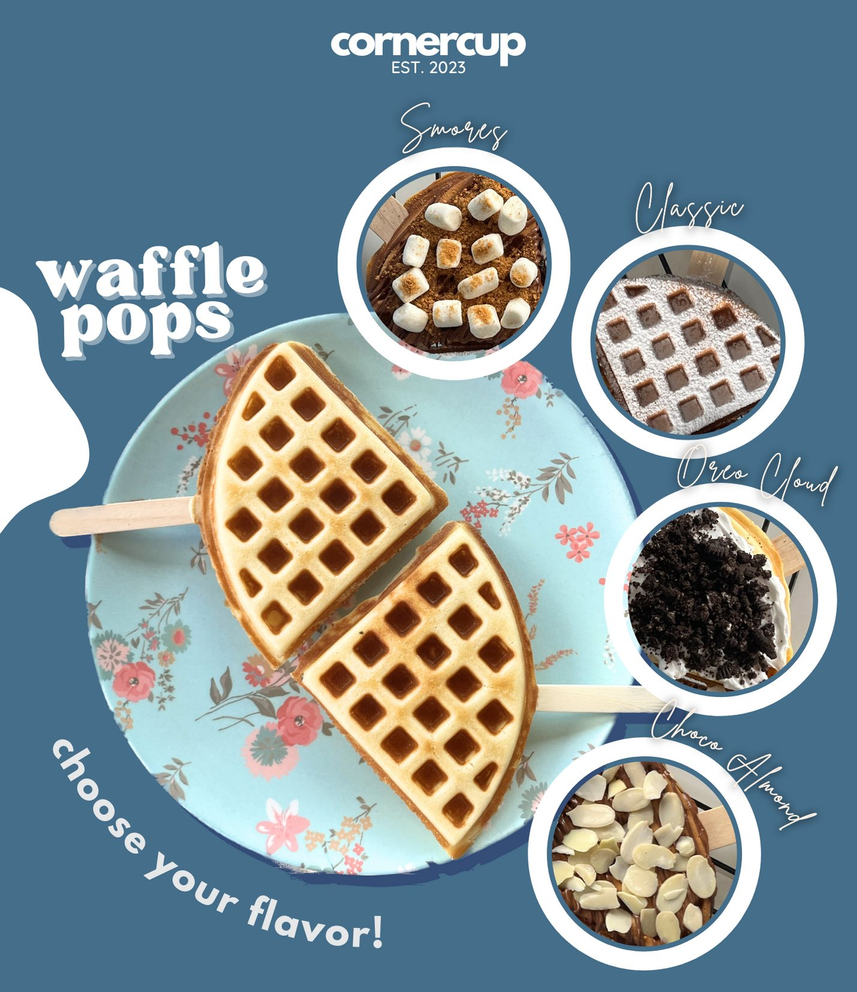 cornercup
EST. 2023
Smores
Classic
waffle
pops
Oreo Cloud
Choco Almond
choose your flavor!